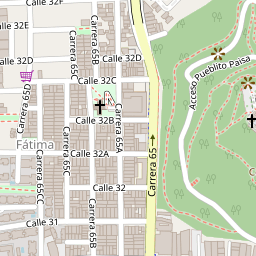 Calle 32F
Calle 32E
Carrera 65B
Carrera 65C
Calle 32D
Calle 32D
Calle 32C
Carrera 65D
Acceso Pueblito Paisa
Calle 32B
Carrera 65A
Carrera 65
Fátima
Calle 32A
Carrera 65C
Calle 32
Carrera 65CC
Carrera 65B
Calle 31